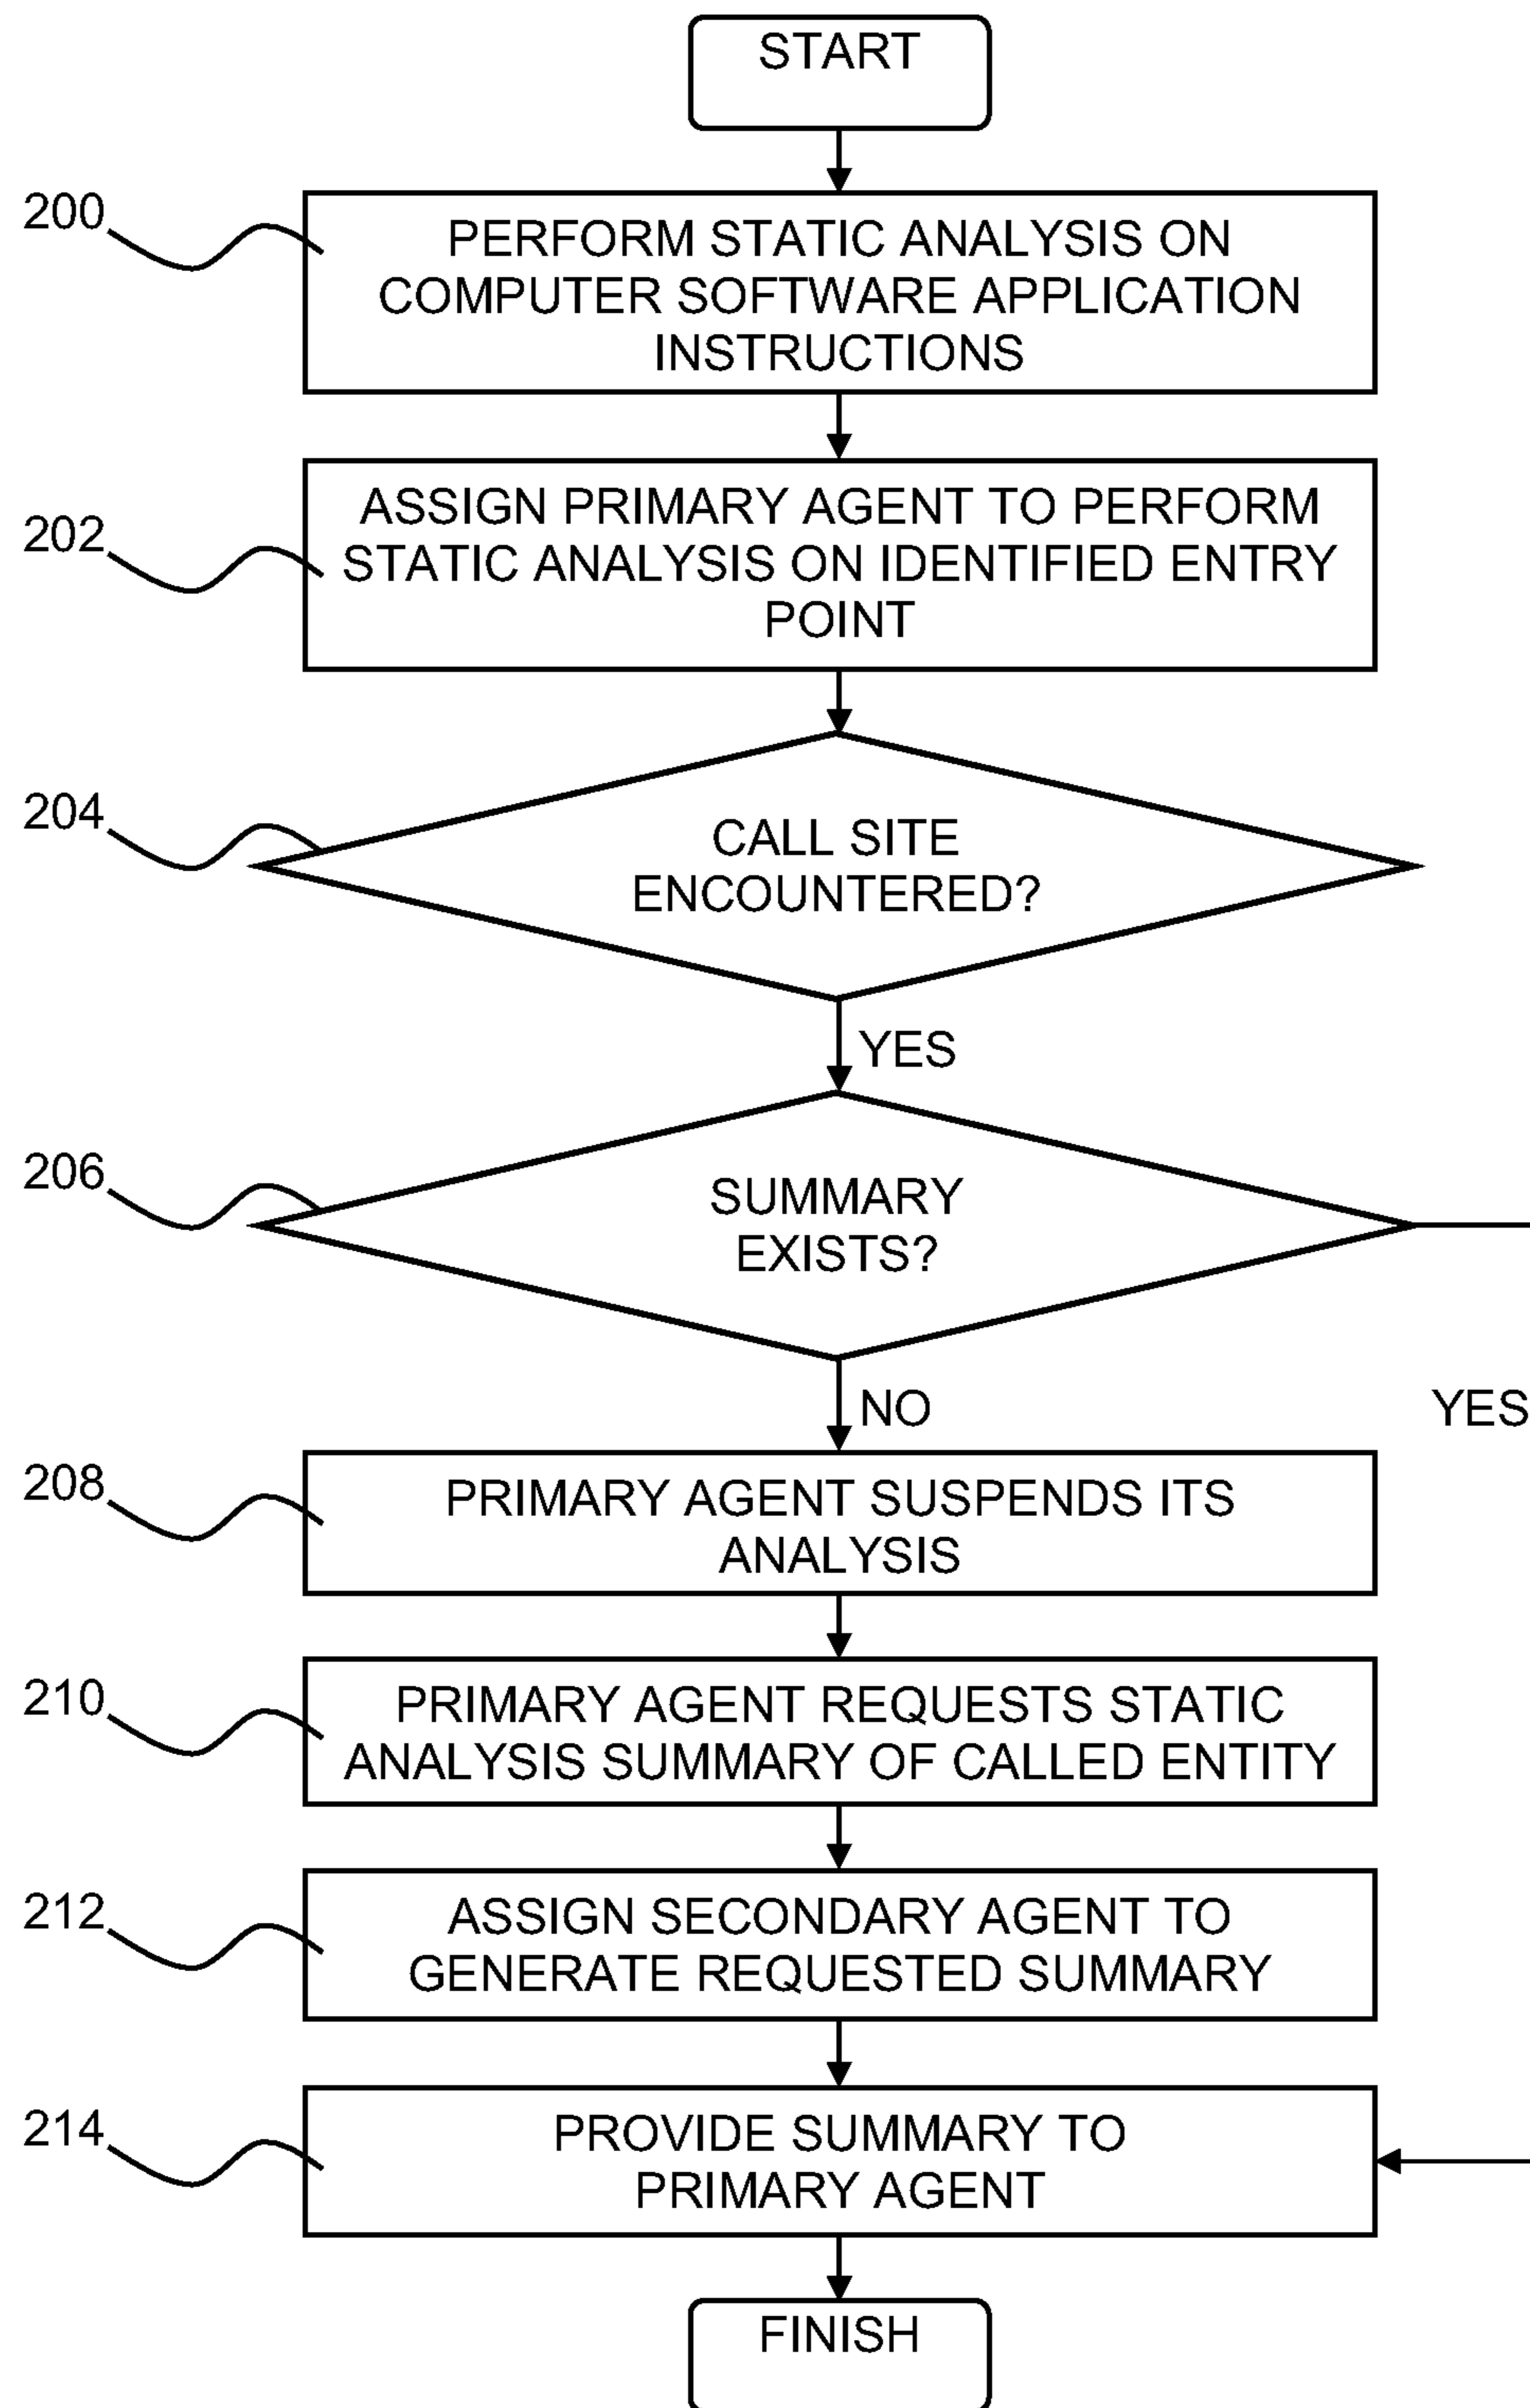 START
200
PERFORM STATIC ANALYSIS ON
COMPUTER SOFTWARE APPLICATION
INSTRUCTIONS
202
ASSIGN PRIMARY AGENT TO PERFORM
STATIC ANALYSIS ON IDENTIFIED ENTRY
POINT
204
CALL SITE
ENCOUNTERED?
YES
206
SUMMARY
EXISTS?
NO
YES
208
PRIMARY AGENT SUSPENDS ITS
ANALYSIS
210
PRIMARY AGENT REQUESTS STATIC
ANALYSIS SUMMARY OF CALLED ENTITY
212
ASSIGN SECONDARY AGENT TO
GENERATE REQUESTED SUMMARY
214
PROVIDE SUMMARY TO
PRIMARY AGENT
FINISH